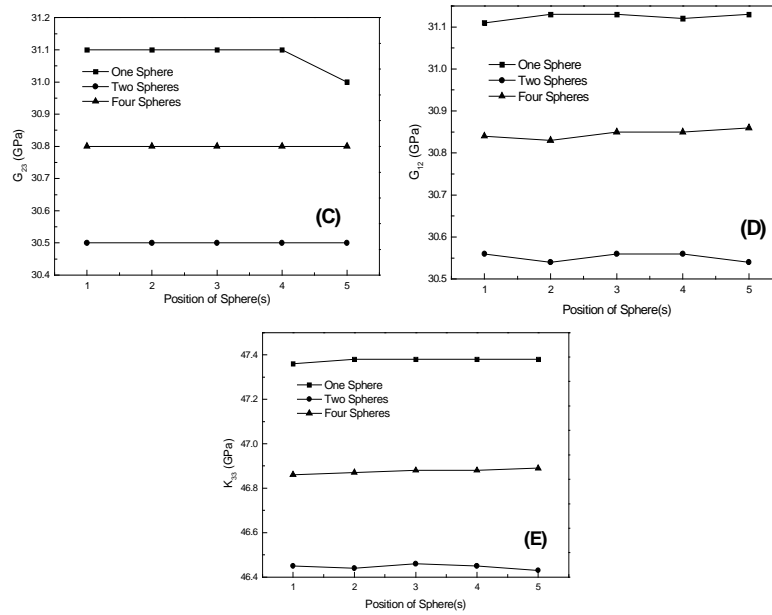 31.2
31.1
31.0
30.9
30.8
30.7
30.6
30.5
30.4
G23 (GPa)
One Sphere
Two Spheres
Four Spheres
(C)
1 2 3 4 5
Position of Sphere(s)
31.1
31.0
30.9
30.8
30.7
30.6
30.5
G12 (GPa)
One Sphere
Two Spheres
Four Spheres
(D)
1 2 3 4 5
Position of Sphere(s)
47.4
47.2
47.0
46.8
46.6
46.4
K33 (GPa)
One Sphere
Two Spheres
Four Spheres
(E)
1 2 3 4 5
Position of Sphere(s)